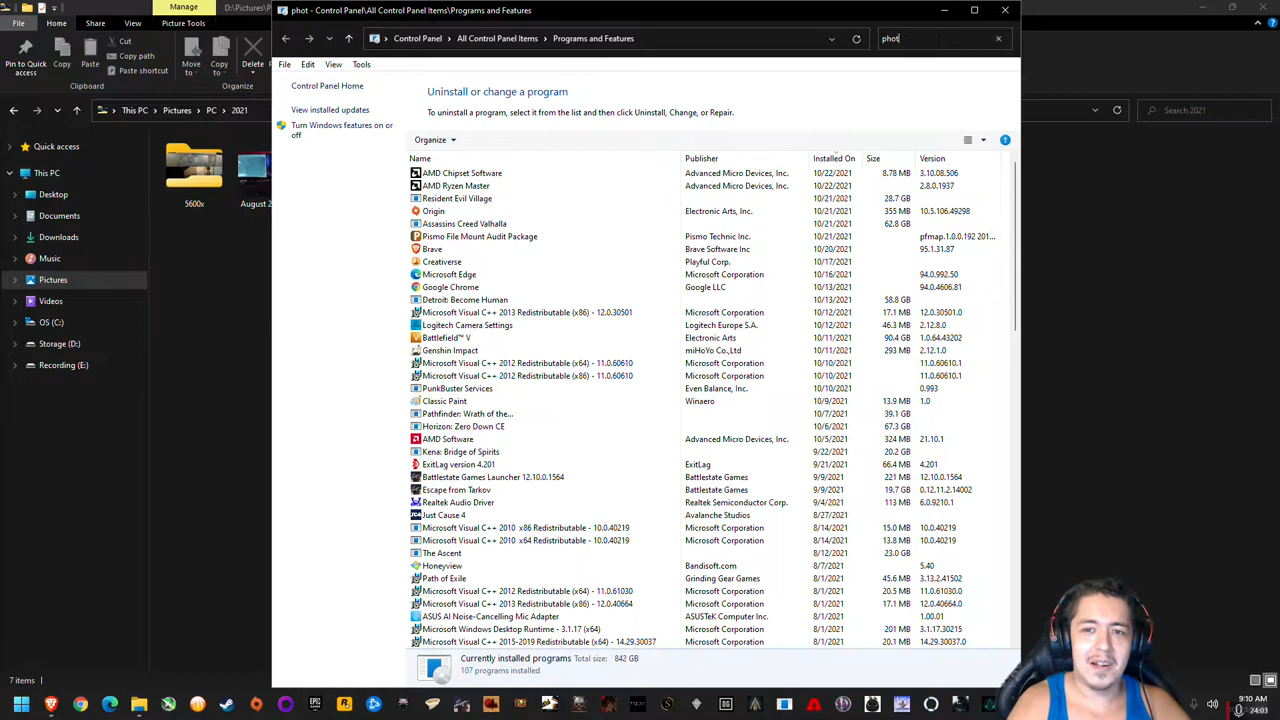 Manage
D:\Pictures\P
File
Home
Share
View
Picture Tools
Pin to Quick
access
Copy
Paste
Cut
Copy path
Paste shortcut
Move
to
Copy
to
Delete
Clipboard
Organize
This PC
Pictures
PC
2021
Search 2021
Quick access
This PC
Desktop
Documents
Downloads
Music
Pictures
Videos
OS (C:)
Storage (D:)
Recording (E:)
5600x
August 2
7 items
phot - Control Panel\All Control Panel Items\Programs and Features
Control Panel
All Control Panel Items
Programs and Features
phot
File
Edit
View
Tools
Control Panel Home
View installed updates
Turn Windows features on or
off
Uninstall or change a program
To uninstall a program, select it from the list and then click Uninstall, Change, or Repair.
Organize
Name Publisher Installed On Size Version
AMD Chipset Software Advanced Micro Devices, Inc. 10/22/2021 8.78 MB 3.10.08.506
AMD Ryzen Master Advanced Micro Devices, Inc. 10/22/2021 2.8.0.1937
Resident Evil Village 10/21/2021 28.7 GB
Origin Electronic Arts, Inc. 10/21/2021 355 MB 10.5.106.49298
Assassins Creed Valhalla 10/21/2021 62.8 GB
Pismo File Mount Audit Package Pismo Technic Inc. 10/21/2021 pfmap.1.0.0.192 201...
Brave Brave Software Inc 10/20/2021 95.1.31.87
Creativerse Playful Corp. 10/16/2021
Microsoft Edge Microsoft Corporation 10/16/2021 94.0.992.50
Google Chrome Google LLC 10/13/2021 94.0.4606.81
Detroit: Become Human 10/13/2021 58.8 GB
Microsoft Visual C++ 2013 Redistributable (x86) - 12.0.30501 Microsoft Corporation 10/12/2021 17.1 MB 12.0.30501.0
Logitech Camera Settings Logitech Europe S.A. 10/12/2021 46.3 MB 2.12.8.0
Battlefield™ V Electronic Arts 10/11/2021 90.4 GB 1.0.64.43202
Genshin Impact miHoYo Co.,Ltd 10/11/2021 293 MB 2.12.1.0
Microsoft Visual C++ 2012 Redistributable (x64) - 11.0.60610 Microsoft Corporation 10/10/2021 20.5 MB 11.0.60610.1
Microsoft Visual C++ 2012 Redistributable (x86) - 11.0.60610 Microsoft Corporation 10/10/2021 17.3 MB 11.0.60610.1
PunkBuster Services Even Balance, Inc. 10/10/2021 0.993
Classic Paint Winaero 10/9/2021 13.9 MB 1.0
Pathfinder: Wrath of the... 10/7/2021 39.1 GB
Horizon: Zero Down CE 10/6/2021 67.3 GB
AMD Software Advanced Micro Devices, Inc. 10/5/2021 324 MB 21.10.1
Kena: Bridge of Spirits 9/22/2021 20.2 GB
ExitLag version 4.201 ExitLag 9/21/2021 66.4 MB 4.201
Battlestate Games Launcher 12.10.0.1564 Battlestate Games 9/9/2021 221 MB 12.10.0.1564
Escape from Tarkov Battlestate Games 9/9/2021 19.7 GB 0.12.11.2.14002
Realtek Audio Driver Realtek Semiconductor Corp. 9/4/2021 113 MB 6.0.9210.1
Just Cause 4 Avalanche Studios 8/27/2021
Microsoft Visual C++ 2010 x86 Redistributable - 10.0.40219 Microsoft Corporation 8/14/2021 15.0 MB 10.0.40219
Microsoft Visual C++ 2010 x64 Redistributable - 10.0.40219 Microsoft Corporation 8/14/2021 13.8 MB 10.0.40219
The Ascent 8/12/2021 23.0 GB
Honeyview Bandisoft.com 8/7/2021 5.40
Path of Exile Grinding Gear Games 8/1/2021 45.6 MB 3.13.2.41502
Microsoft Visual C++ 2012 Redistributable (x64) - 11.0.61030 Microsoft Corporation 8/1/2021 20.5 MB 11.0.61030.0
Microsoft Visual C++ 2013 Redistributable (x86) - 12.0.40664 Microsoft Corporation 8/1/2021 17.1 MB 12.0.40664.0
ASUS AI Noise-Cancelling Mic Adapter ASUSTeK Computer Inc. 8/1/2021 1.00.01
Microsoft Windows Desktop Runtime - 3.1.17 (x64) Microsoft Corporation 8/1/2021 201 MB 3.1.17.30215
Microsoft Visual C++ 2015-2019 Redistributable (x64) - 14.29.30037 Microsoft Corporation 8/1/2021 22.1 MB 14.29.30037.0
Currently installed programs Total size: 842 GB
107 programs installed
9:10 AM
24:03